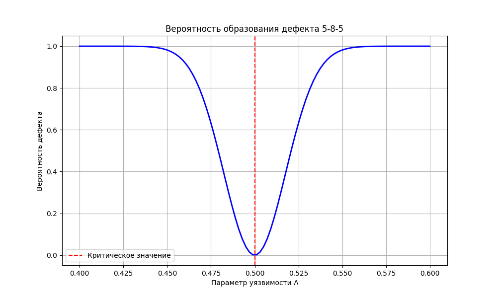 Вероятность образования дефекта 5-8-5
Вероятность дефекта
1.0
0.8
0.6
0.4
0.2
0.0
Критическое значение
0.400 0.425 0.450 0.475 0.500 0.525 0.550 0.575 0.600
Параметр уязвимости Λ